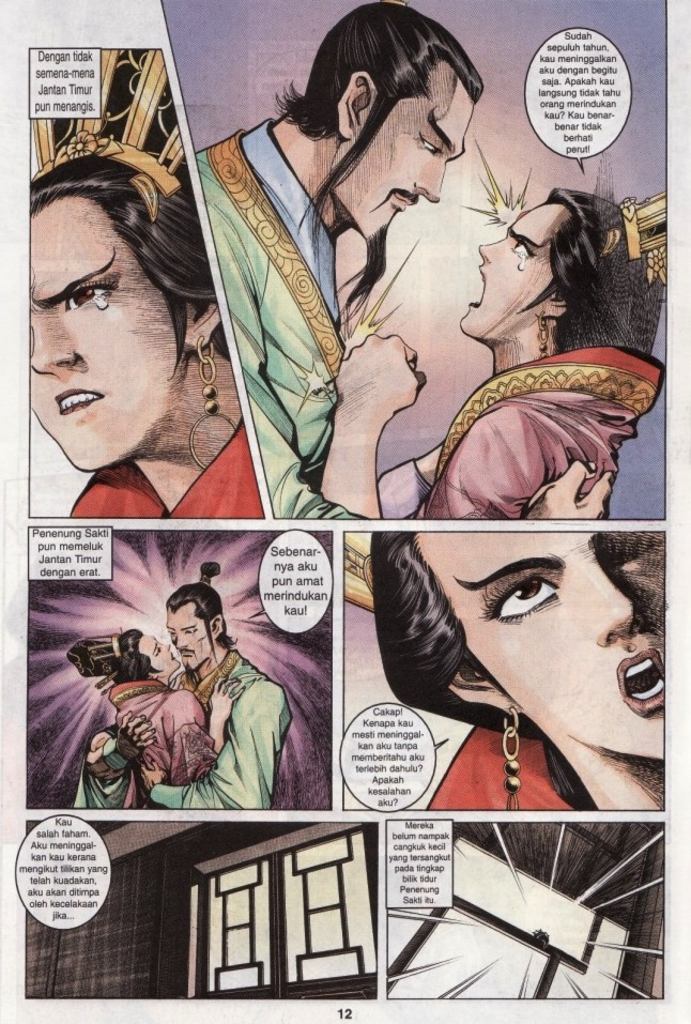 Dengan tidak
semena-mena
Jantan Timur
pun menangis.
Sudah
sepuluh tahun,
kau meninggalkan
aku dengan begitu
saja. Apakah kau
langsung tidak tahu
orang merindukan
kau? Kau benar-
benar tidak
berhati
perut!
Penenung Sakti
pun memeluk
Jantan Timur
dengan erat.
Sebenar-
nya aku
pun amat
merindukan
kau!
Cakap!
Kenapa kau
mesti meninggal-
kan aku tanpa
memberitahu aku
terlebih dahulu?
Apakah
kesalahan
aku?
Kau
salah faham.
Aku meninggal-
kan kau kerana
mengikut tilikan yang
telah kuadakan,
aku akan ditimpa
oleh kecelakaan
jika...
Mereka
belum nampak
cangkuk kecil
yang tersangkut
pada tingkap
bilik tidur
Penenung
Sakti itu.
12